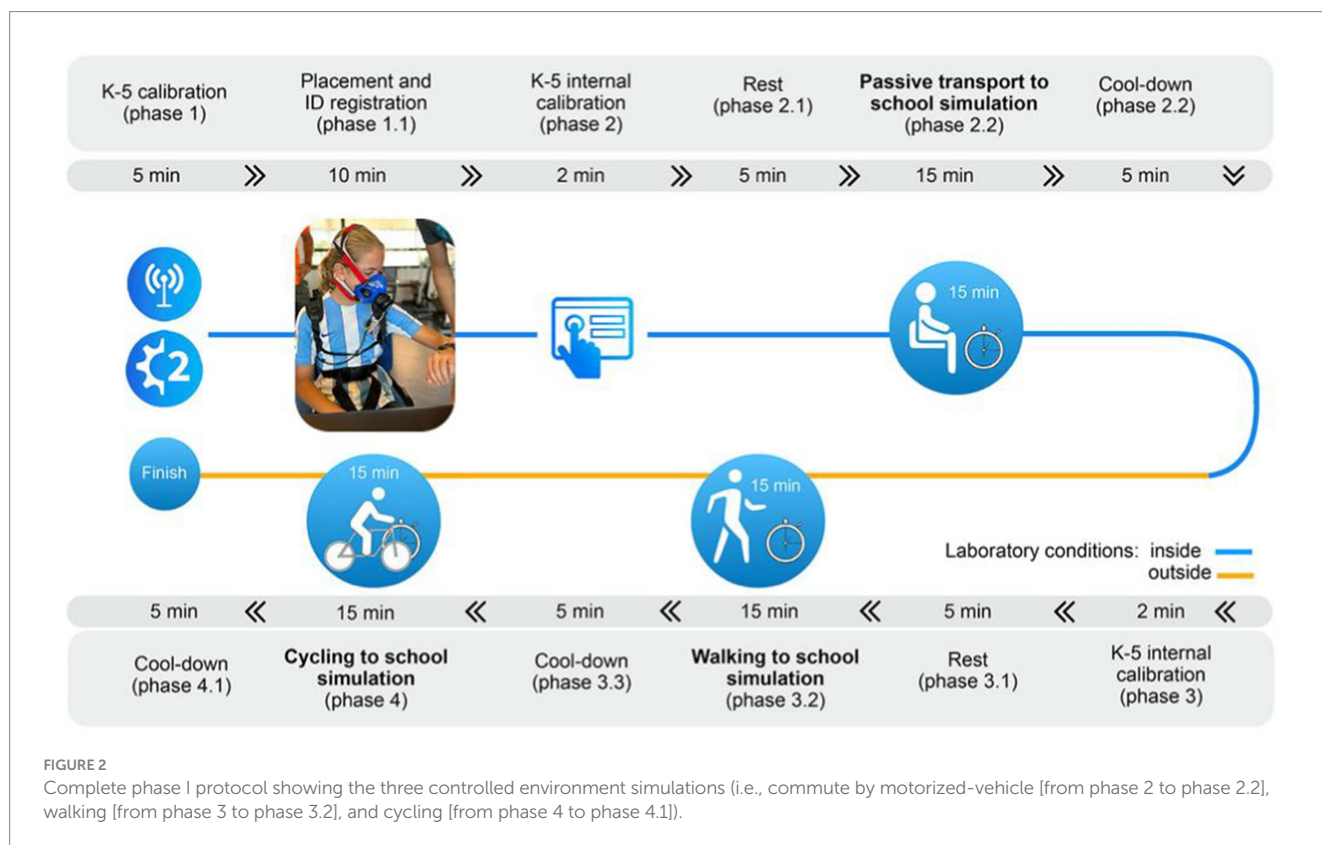 K-5 calibration
(phase 1)
Placement and
ID registration
(phase 1.1)
K-5 internal
calibration
(phase 2)
Rest
(phase 2.1)
Passive transport to
school simulation
(phase 2.2)
Cool-down
(phase 2.2)
5 min
10 min
2 min
5 min
15 min
5 min
2
15 min
Finish
15 min
15 min
Laboratory conditions: inside
outside
5 min
15 min
5 min
15 min
5 min
2 min
Cool-down
(phase 4.1)
Cycling to school
simulation
(phase 4)
Cool-down
(phase 3.3)
Walking to school
simulation
(phase 3.2)
Rest
(phase 3.1)
K-5 internal
calibration
(phase 3)
FIGURE 2
Complete phase I protocol showing the three controlled environment simulations (i.e., commute by motorized-vehicle [from phase 2 to phase 2.2],
walking [from phase 3 to phase 3.2], and cycling [from phase 4 to phase 4.1]).